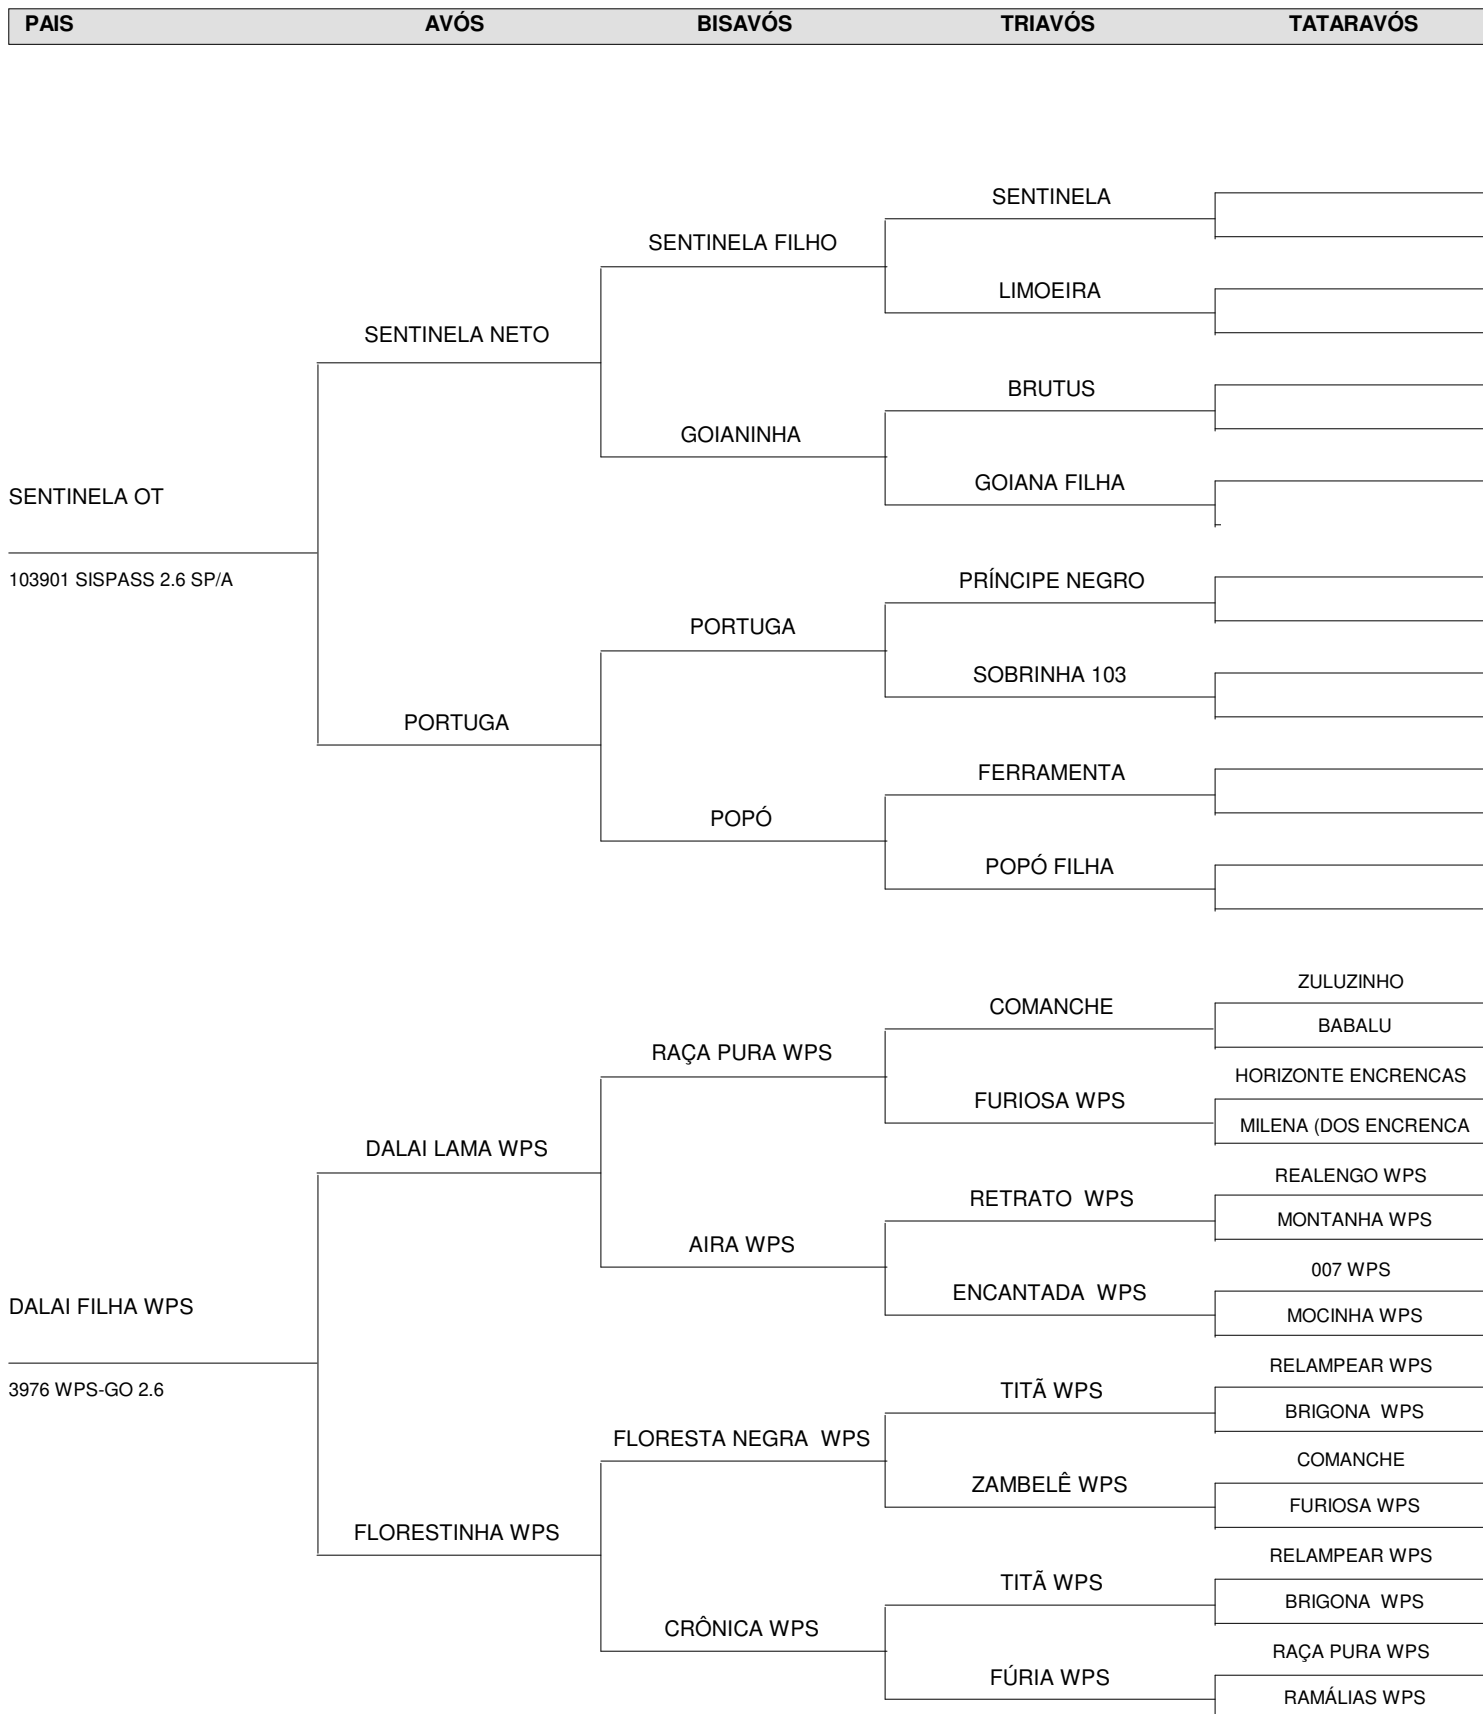 PAIS AVÓS BISAVÓS TRIAVÓS TATARAVÓS
SENTINELA
SENTINELA FILHO
LIMOEIRA
SENTINELA NETO
BRUTUS
GOIANINHA
GOIANA FILHA
SENTINELA OT
103901 SISPASS 2.6 SP/A
PRÍNCIPE NEGRO
PORTUGA
SOBRINHA 103
PORTUGA
FERRAMENTA
POPÓ
POPÓ FILHA
ZULUZINHO
COMANCHE
BABALU
RAÇA PURA WPS
HORIZONTE ENCRENCAS
FURIOSA WPS
MILENA (DOS ENCRENCA
DALAI LAMA WPS
REALENGO WPS
RETRATO WPS
MONTANHA WPS
AIRA WPS
007 WPS
ENCANTADA WPS
MOCINHA WPS
DALAI FILHA WPS
3976 WPS-GO 2.6
RELAMPEAR WPS
TITÃ WPS
BRIGONA WPS
FLORESTA NEGRA WPS
COMANCHE
ZAMBELÊ WPS
FURIOSA WPS
FLORESTINHA WPS
RELAMPEAR WPS
TITÃ WPS
BRIGONA WPS
CRÔNICA WPS
RAÇA PURA WPS
FÚRIA WPS
RAMÁLIAS WPS